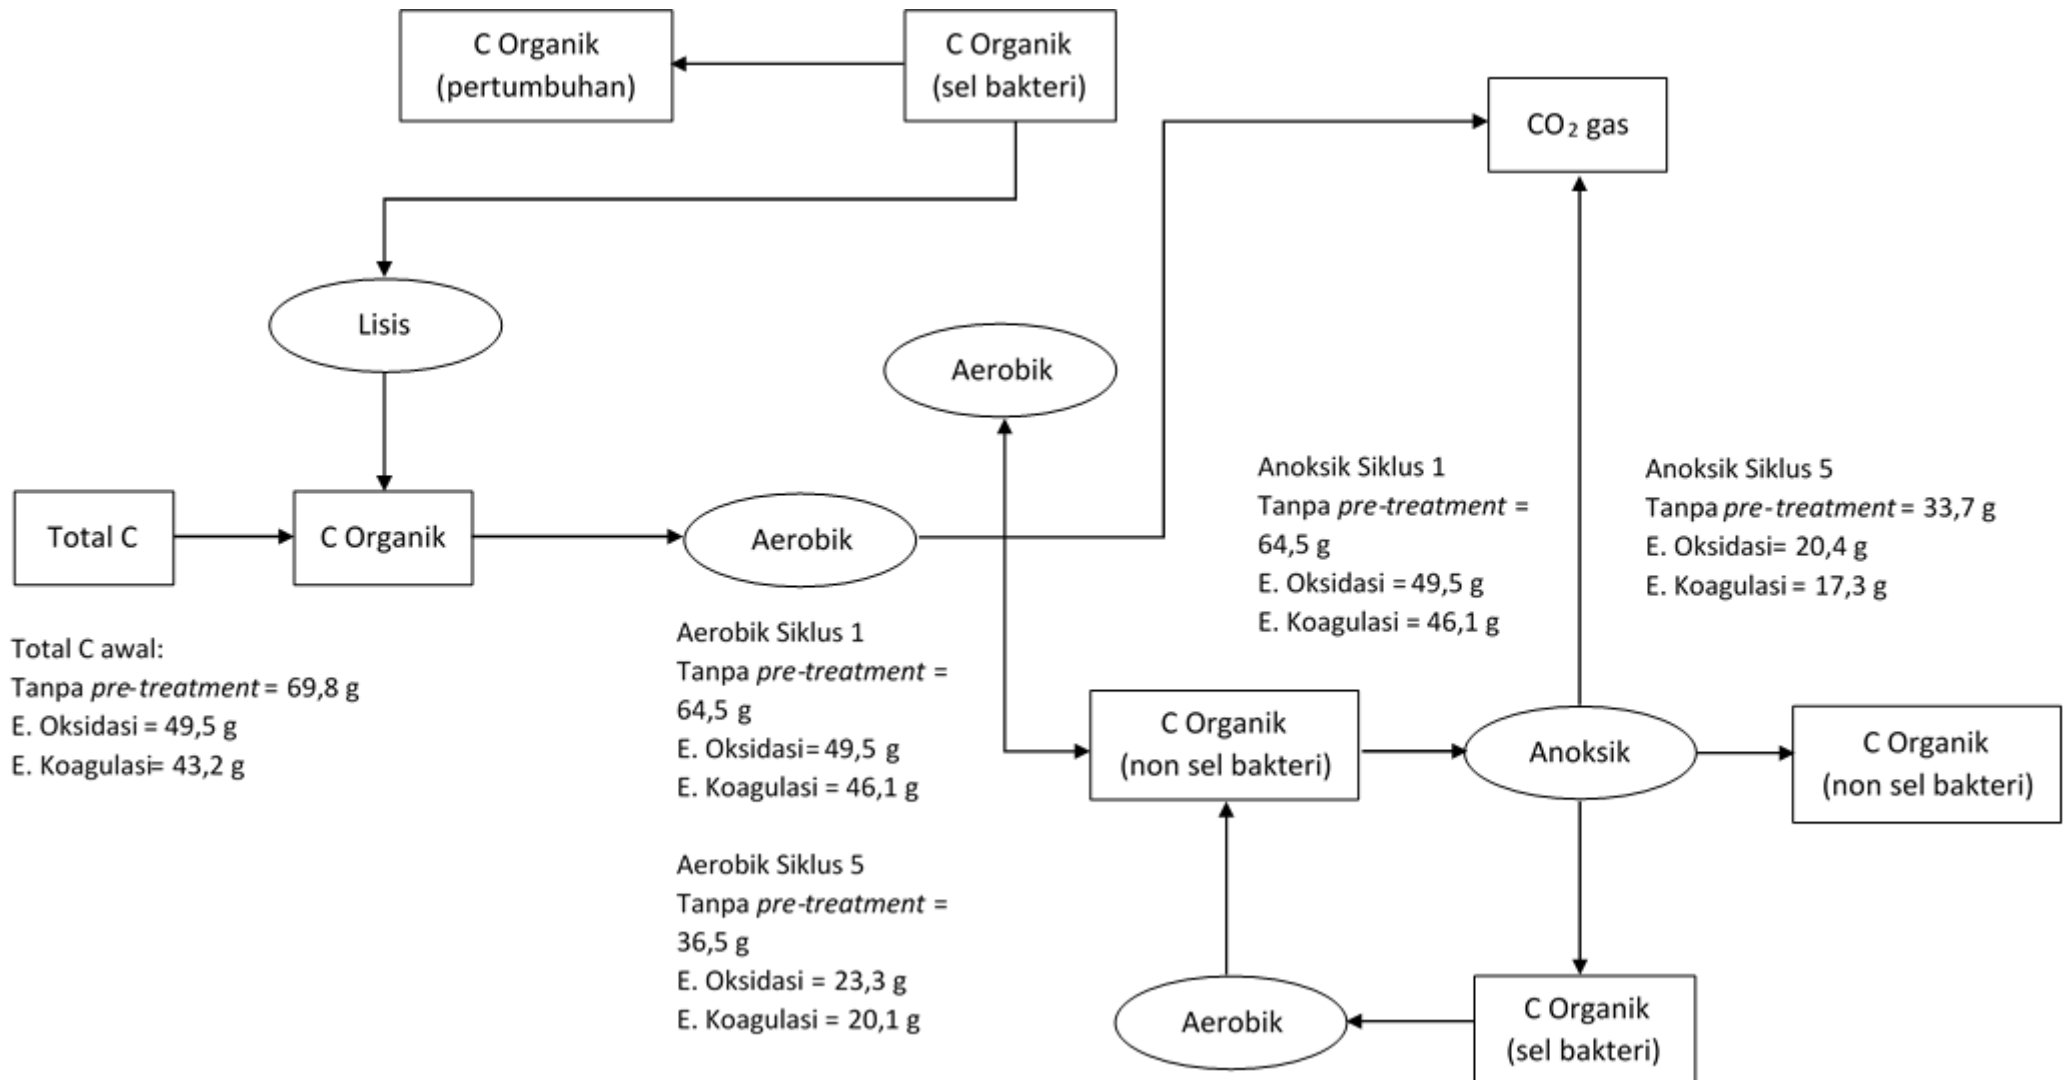 C Organik
(pertumbuhan)
C Organik
(sel bakteri)
CO₂ gas
Lisis
Aerobik
Total C
C Organik
Aerobik
Anoksik Siklus 1
Tanpa pre-treatment =
64,5 g
E. Oksidasi = 49,5 g
E. Koagulasi = 46,1 g
Anoksik Siklus 5
Tanpa pre-treatment = 33,7 g
E. Oksidasi= 20,4 g
E. Koagulasi = 17,3 g
Total C awal:
Tanpa pre-treatment = 69,8 g
E. Oksidasi = 49,5 g
E. Koagulasi= 43,2 g
Aerobik Siklus 1
Tanpa pre-treatment =
64,5 g
E. Oksidasi= 49,5 g
E. Koagulasi = 46,1 g
Aerobik Siklus 5
Tanpa pre-treatment =
36,5 g
E. Oksidasi = 23,3 g
E. Koagulasi = 20,1 g
C Organik
(non sel bakteri)
Anoksik
C Organik
(non sel bakteri)
Aerobik
C Organik
(sel bakteri)